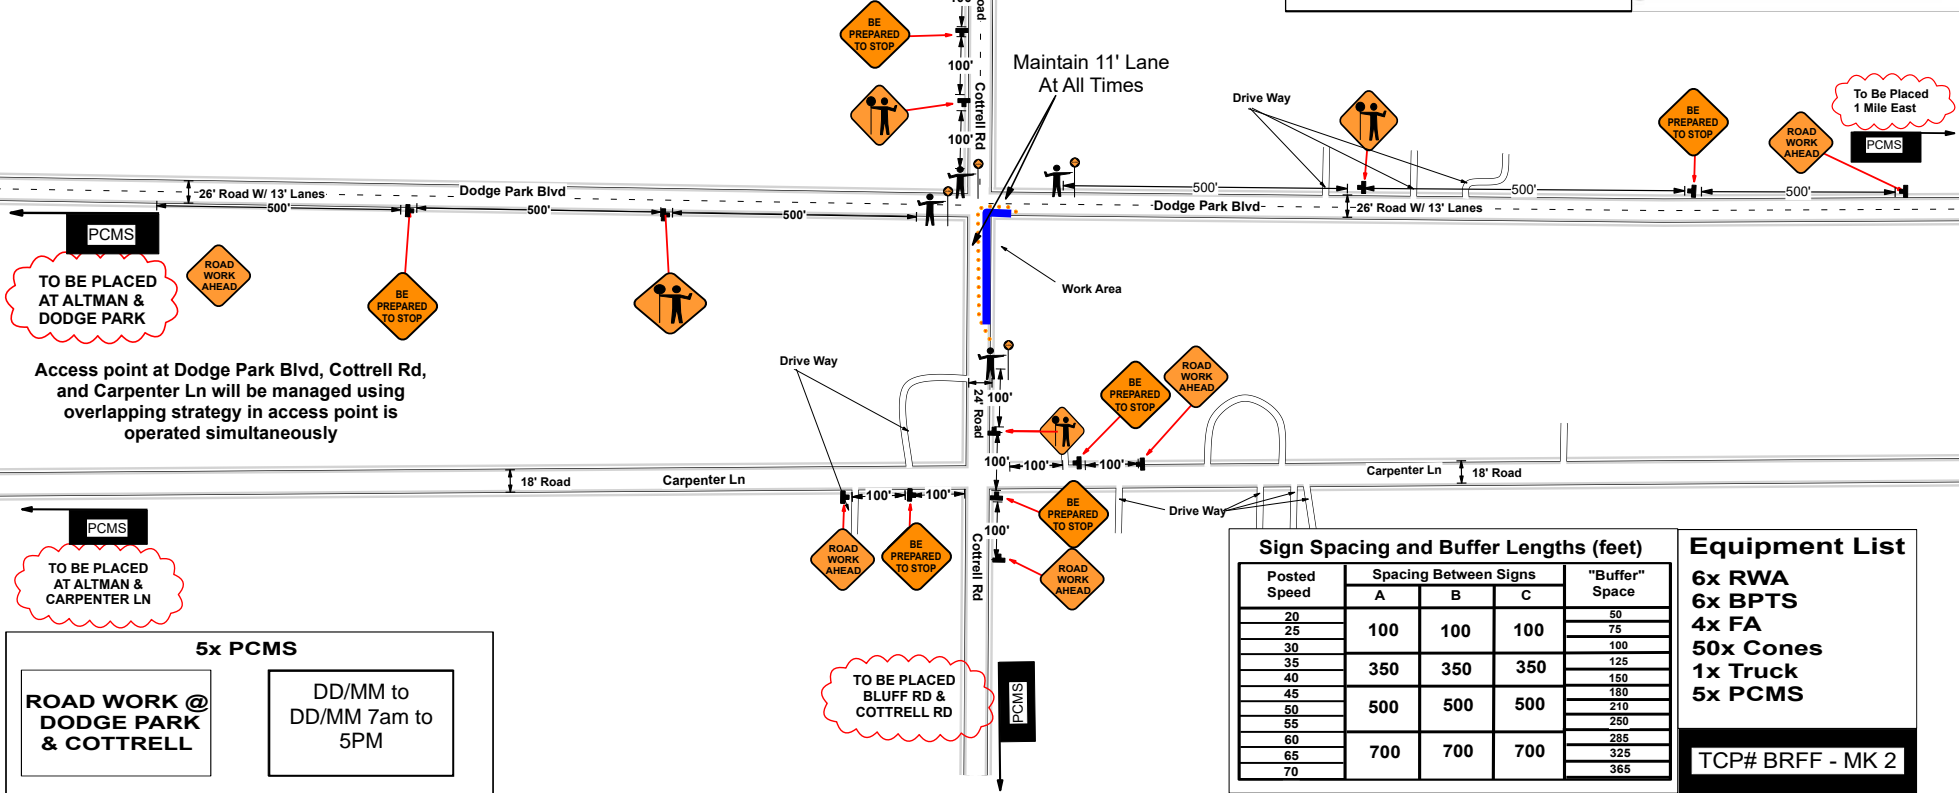 100'
Road
BE
PREPARED
TO STOP
100'
100'
Cottrell Rd
Maintain 11' Lane
At All Times
Drive Way
BE
PREPARED
TO STOP
ROAD
WORK
AHEAD
To Be Placed
1 Mile East
PCMS
26' Road W/ 13' Lanes
Dodge Park Blvd
500'
500'
500'
500'
500'
500'
Dodge Park Blvd
26' Road W/ 13' Lanes
PCMS
TO BE PLACED
AT ALTMAN &
DODGE PARK
ROAD
WORK
AHEAD
BE
PREPARED
TO STOP
Work Area
Access point at Dodge Park Blvd, Cottrell Rd,
and Carpenter Ln will be managed using
overlapping strategy in access point is
operated simultaneously
Drive Way
24' Road
100'
BE
PREPARED
TO STOP
ROAD
WORK
AHEAD
100'
100'
100'
18' Road
Carpenter Ln
Carpenter Ln
18' Road
100'
100'
100'
BE
PREPARED
TO STOP
Drive Way
PCMS
TO BE PLACED
AT ALTMAN &
CARPENTER LN
ROAD
WORK
AHEAD
BE
PREPARED
TO STOP
Cottrell Rd
ROAD
WORK
AHEAD
TO BE PLACED
BLUFF RD &
COTTRELL RD
PCMS
5x PCMS
ROAD WORK @
DODGE PARK
& COTTRELL
DD/MM to
DD/MM 7am to
5PM
Sign Spacing and Buffer Lengths (feet)
Posted Speed Spacing Between Signs "Buffer" Space
A B C
20 50
25 100 100 100 75
30 100
35 350 350 350 125
40 150
45 180
50 500 500 500 210
55 250
60 285
65 700 700 700 325
70 365
Equipment List
6x RWA
6x BPTS
4x FA
50x Cones
1x Truck
5x PCMS
TCP# BRFF - MK 2